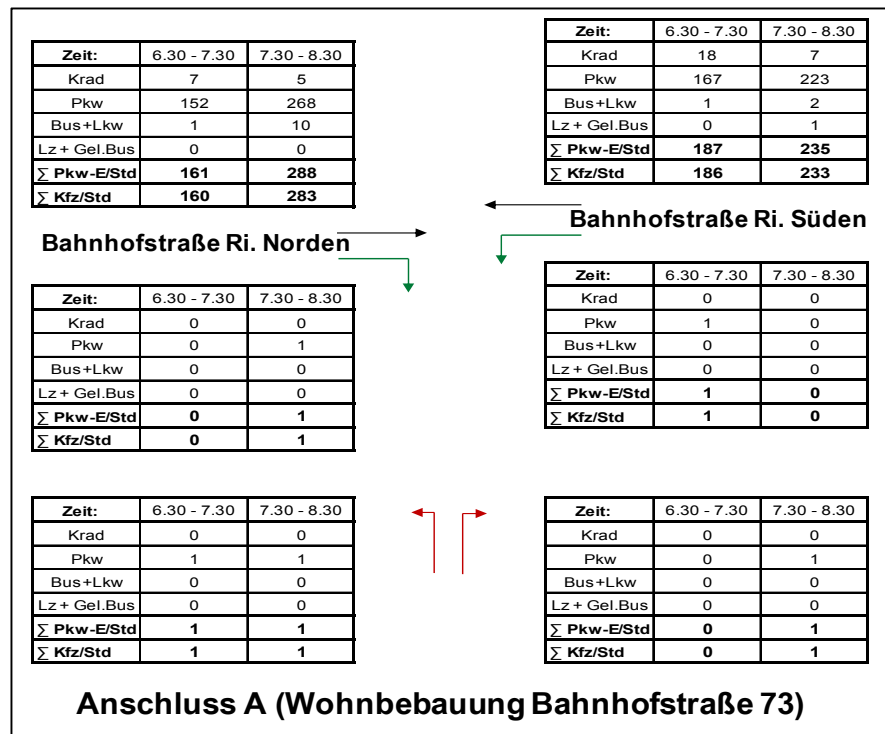 Zeit: 6.30 - 7.30 7.30 - 8.30
Krad 7 5
Pkw 152 268
Bus+Lkw 1 10
Lz + Gel.Bus 0 0
∑ Pkw-E/Std 161 288
∑ Kfz/Std 160 283
Zeit: 6.30 - 7.30 7.30 - 8.30
Krad 18 7
Pkw 167 223
Bus+Lkw 1 2
Lz + Gel.Bus 0 1
∑ Pkw-E/Std 187 235
∑ Kfz/Std 186 233
Bahnhofstraße Ri. Norden
Bahnhofstraße Ri. Süden
Zeit: 6.30 - 7.30 7.30 - 8.30
Krad 0 0
Pkw 0 1
Bus+Lkw 0 0
Lz + Gel.Bus 0 0
∑ Pkw-E/Std 0 1
∑ Kfz/Std 0 1
Zeit: 6.30 - 7.30 7.30 - 8.30
Krad 0 0
Pkw 1 0
Bus+Lkw 0 0
Lz + Gel.Bus 0 0
∑ Pkw-E/Std 1 0
∑ Kfz/Std 1 0
Zeit: 6.30 - 7.30 7.30 - 8.30
Krad 0 0
Pkw 1 1
Bus+Lkw 0 0
Lz + Gel.Bus 0 0
∑ Pkw-E/Std 1 1
∑ Kfz/Std 1 1
Zeit: 6.30 - 7.30 7.30 - 8.30
Krad 0 0
Pkw 0 1
Bus+Lkw 0 0
Lz + Gel.Bus 0 0
∑ Pkw-E/Std 0 1
∑ Kfz/Std 0 1
Anschluss A (Wohnbebauung Bahnhofstraße 73)